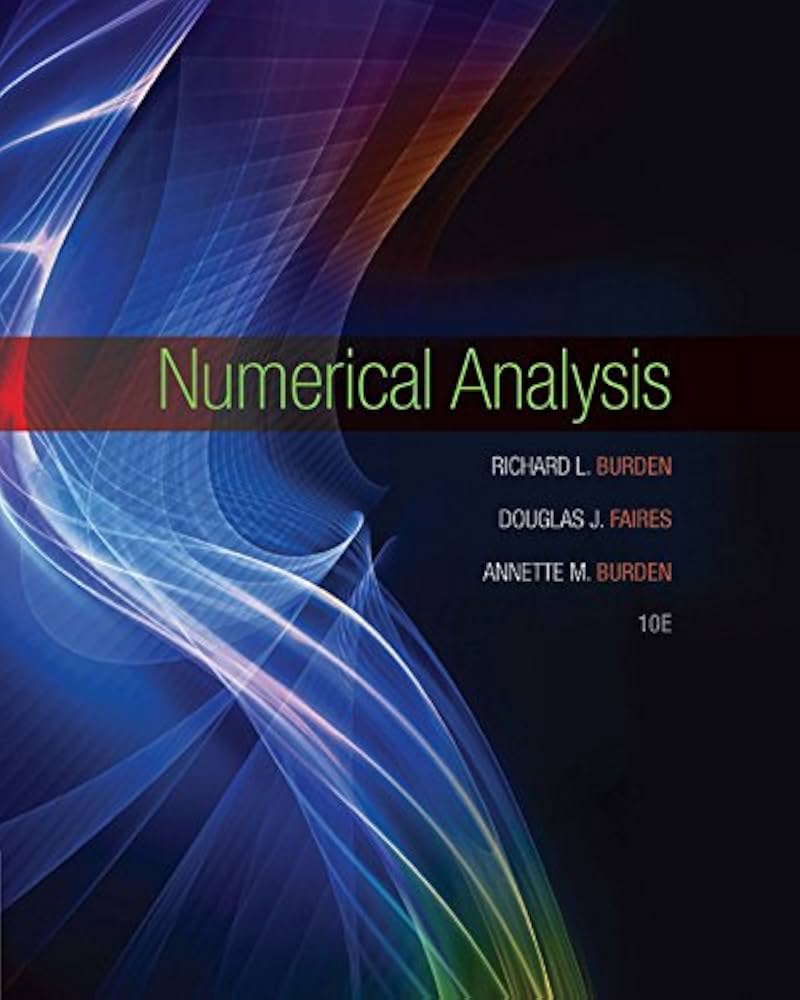 Numerical Analysis
RICHARD L. BURDEN
DOUGLAS J. FAIRES
ANNETTE M. BURDEN
10E